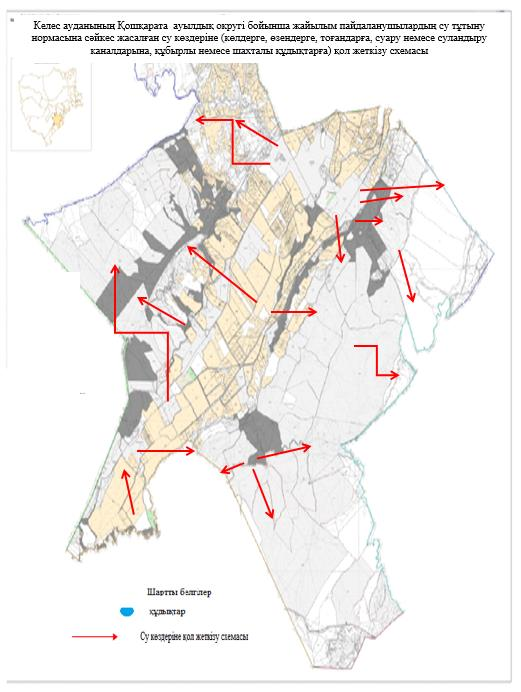 Келес ауданының Қошқарата ауылдық округі бойынша жайылым пайдаланушылардың су тұтыну
нормасына сәйкес жасалған су көздеріне (көлдерге, өзендерге, тоғандарға, суару немесе суландыру
каналдарына, құбырлы немесе шахталы құдықтарға) қол жеткізу схемасы
Шартты белгілер
құдықтар
Су көздеріне қол жеткізу схемасы